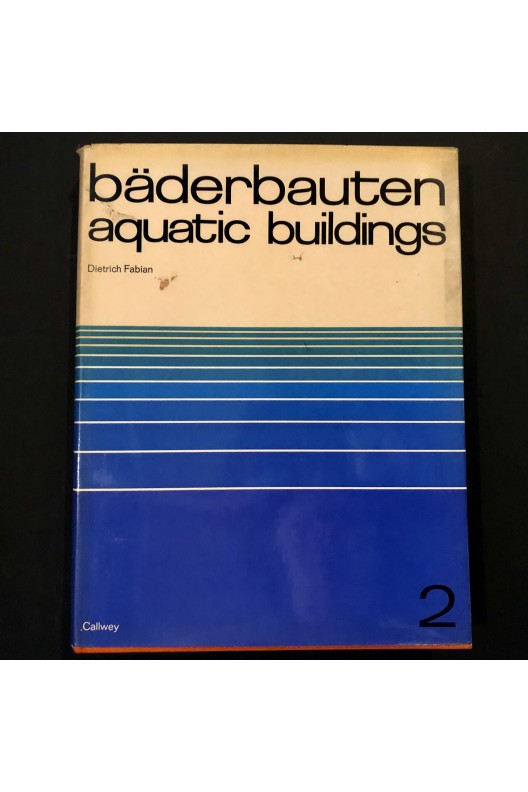 bäderbauten
aquatic buildings
Dietrich Fabian
2
Callwey